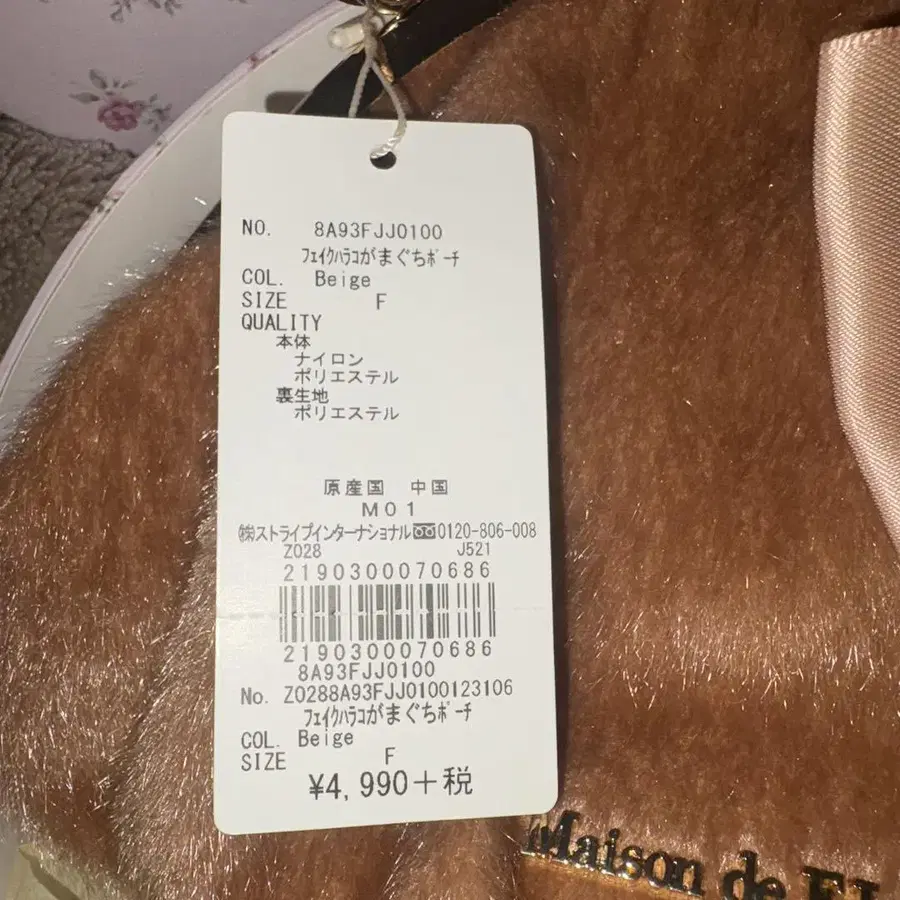 NO. 8A93FJJ0100
ﾌｪｲｸﾊﾗｺがまぐちﾎﾟｰﾁ
COL. Beige
SIZE F
QUALITY
本体
ナイロン
ポリエステル
裏生地
ポリエステル
原産国 中国
M01
㈱ストライプインターナショナル 0120-806-008
Z028 J521
2190300070686
2190300070686
8A93FJJ0100
No. Z0288A93FJJ0100123106
ﾌｪｲｸﾊﾗｺがまぐちﾎﾟｰﾁ
COL. Beige
SIZE F
¥4,990+税
Maison de FL